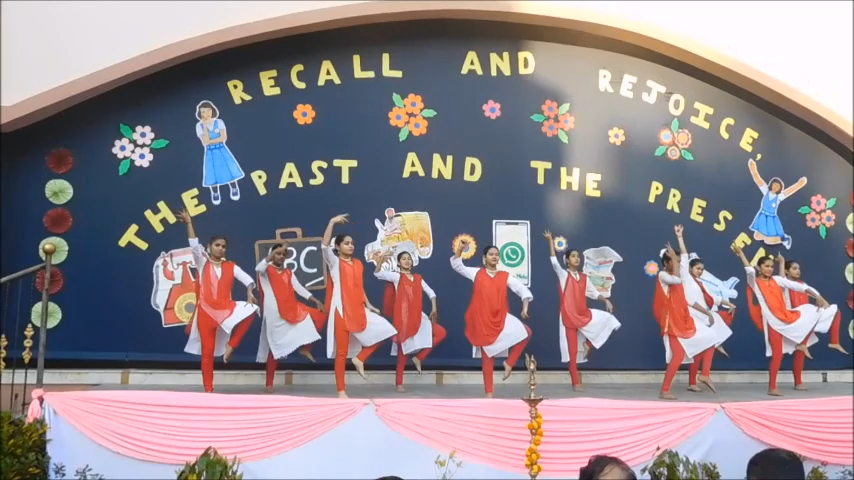 RECALL AND REJOICE,
THE PAST AND THE PRESE